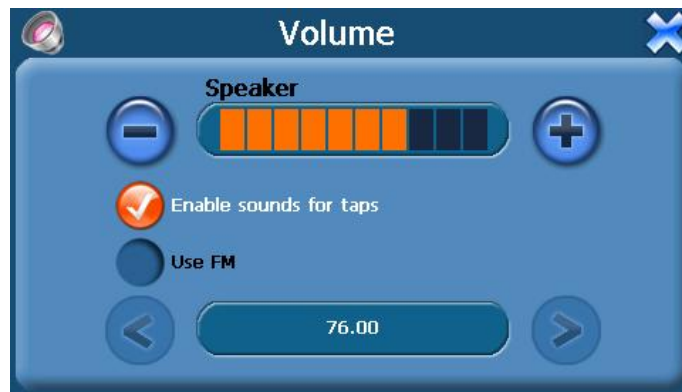 Volume
Speaker
Enable sounds for taps
Use FM
76.00